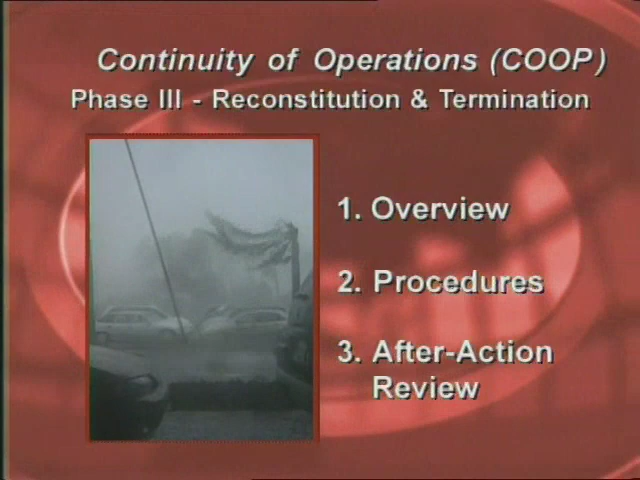 Continuity of Operations (COOP)
Phase III - Reconstitution & Termination
1. Overview
2. Procedures
3. After-Action
Review